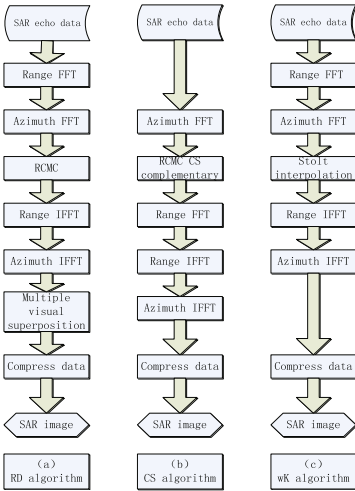 SAR echo data
Range FFT
Azimuth FFT
RCMC
Range IFFT
Azimuth IFFT
Multiple
visual
superposition
Compress data
SAR image
(a)
RD algorithm
SAR echo data
Azimuth FFT
RCMC CS
complementary
Range FFT
Range IFFT
Azimuth IFFT
Compress data
SAR image
(b)
CS algorithm
SAR echo data
Range FFT
Azimuth FFT
Stolt
interpolation
Range IFFT
Azimuth IFFT
Compress data
SAR image
(c)
wK algorithm